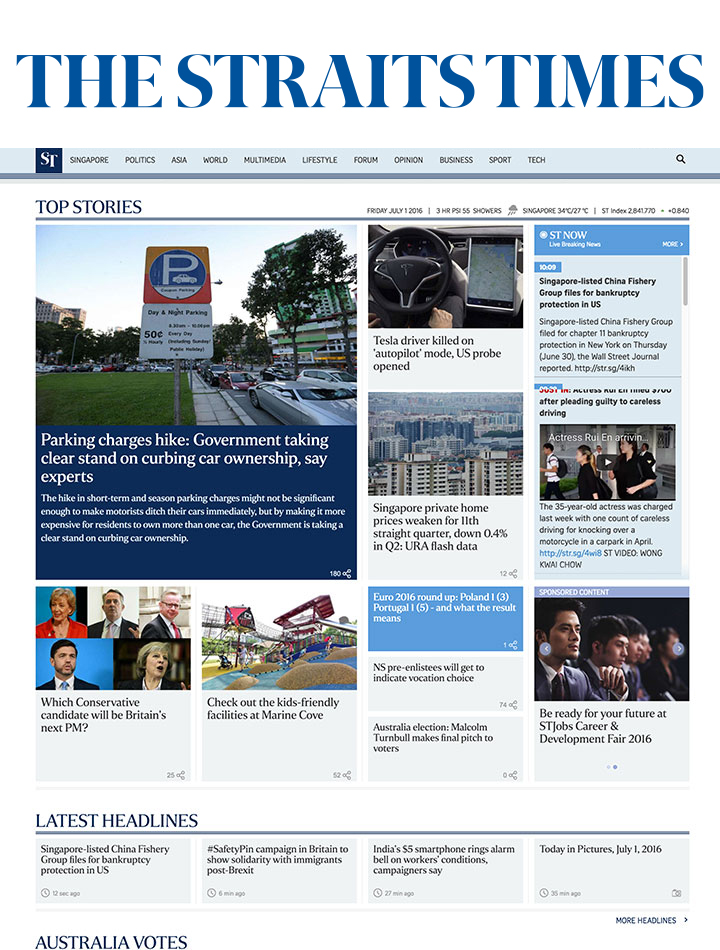 THE STRAITS TIMES
ST SINGAPORE POLITICS ASIA WORLD MULTIMEDIA LIFESTYLE FORUM OPINION BUSINESS SPORT TECH
TOP STORIES
FRIDAY JULY 1 2016 | 3 HR PSI 55 SHOWERS SINGAPORE 34°C/27 °C | ST Index 2,841.770 +0.840
P
Coupon Parking
Day & Night Parking
50¢
½ Hourly
8.30am - 10.00pm
Every Day
(Including Sunday/
Public Holiday)
Parking charges hike: Government taking
clear stand on curbing car ownership, say
experts
The hike in short-term and season parking charges might not be significant
enough to make motorists ditch their cars immediately, but by making it more
expensive for residents to own more than one car, the Government is taking a
clear stand on curbing car ownership.
180
Tesla driver killed on
'autopilot' mode, US probe
opened
Singapore private home
prices weaken for 11th
straight quarter, down 0.4%
in Q2: URA flash data
12
ST NOW
Live Breaking News
MORE >
10:09
Singapore-listed China Fishery
Group files for bankruptcy
protection in US
Singapore-listed China Fishery Group
filed for chapter 11 bankruptcy
protection in New York on Thursday
(June 30), the Wall Street Journal
reported. http://str.sg/4ikh
JUST IN: Actress Rui En fined $700
after pleading guilty to careless
driving
Actress Rui En arrivin...
The 35-year-old actress was charged
last week with one count of careless
driving for knocking over a
motorcycle in a carpark in April.
http://str.sg/4wi8 ST VIDEO: WONG
KWAI CHOW
Which Conservative
candidate will be Britain's
next PM?
25
Check out the kids-friendly
facilities at Marine Cove
52
Euro 2016 round up: Poland 1 (3)
Portugal 1 (5) - and what the result
means
1
NS pre-enlistees will get to
indicate vocation choice
74
Australia election: Malcolm
Turnbull makes final pitch to
voters
0
SPONSORED CONTENT
Be ready for your future at
STJobs Career &
Development Fair 2016
LATEST HEADLINES
Singapore-listed China Fishery
Group files for bankruptcy
protection in US
12 sec ago
#SafetyPin campaign in Britain to
show solidarity with immigrants
post-Brexit
6 min ago
India's $5 smartphone rings alarm
bell on workers' conditions,
campaigners say
27 min ago
Today in Pictures, July 1, 2016
35 min ago
MORE HEADLINES >
AUSTRALIA VOTES